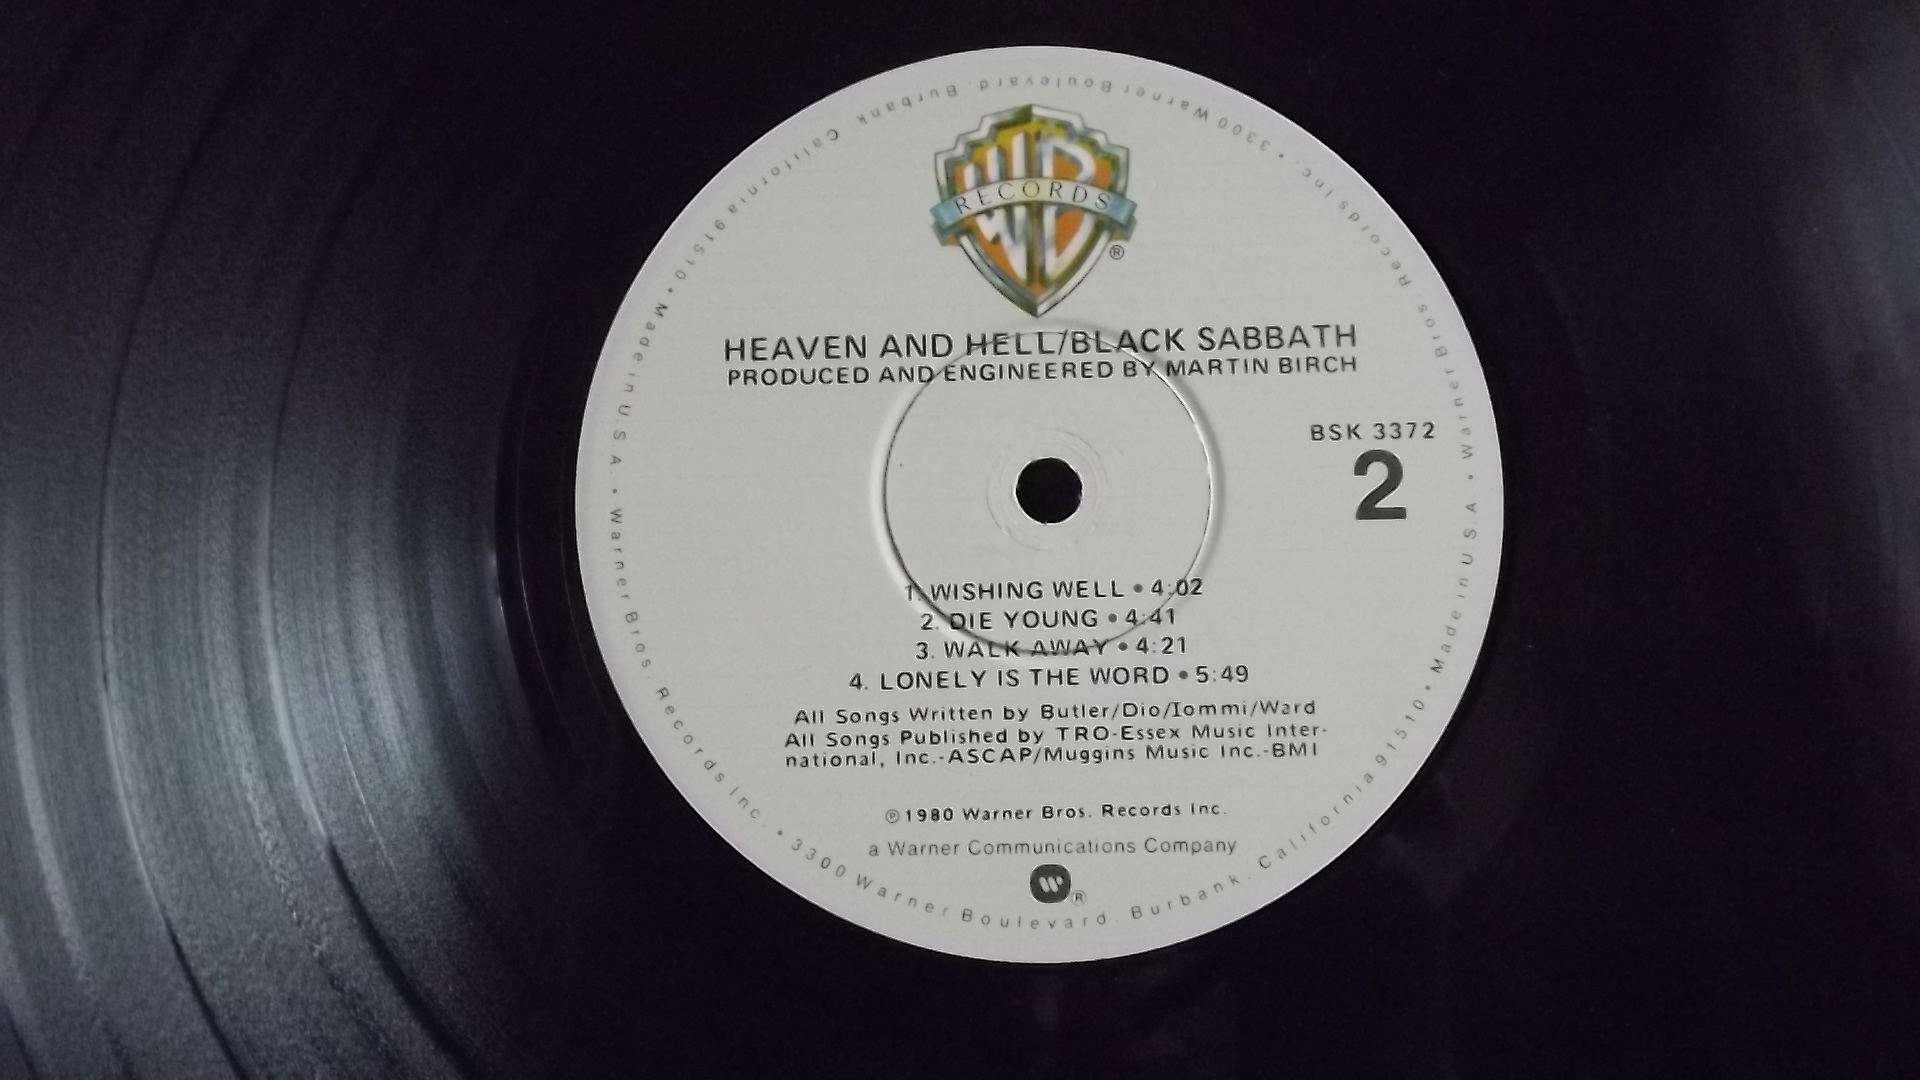 WB
RECORDS
®
HEAVEN AND HELL/BLACK SABBATH
PRODUCED AND ENGINEERED BY MARTIN BIRCH
BSK 3372
2
1. WISHING WELL • 4:02
2. DIE YOUNG • 4:41
3. WALK AWAY • 4:21
4. LONELY IS THE WORD • 5:49
All Songs Written by Butler/Dio/Iommi/Ward
All Songs Published by TRO-Essex Music Inter-
national, Inc.-ASCAP/Muggins Music Inc.-BMI
℗1980 Warner Bros. Records Inc.
a Warner Communications Company
W®
Made in U.S.A. • Warner Bros. Records Inc. • 3300 Warner Boulevard. Burbank. California 91510 • Made in U.S.A. • Warner Bros. Records Inc. • 3300 Warner Boulevard. Burbank. California 91510 •